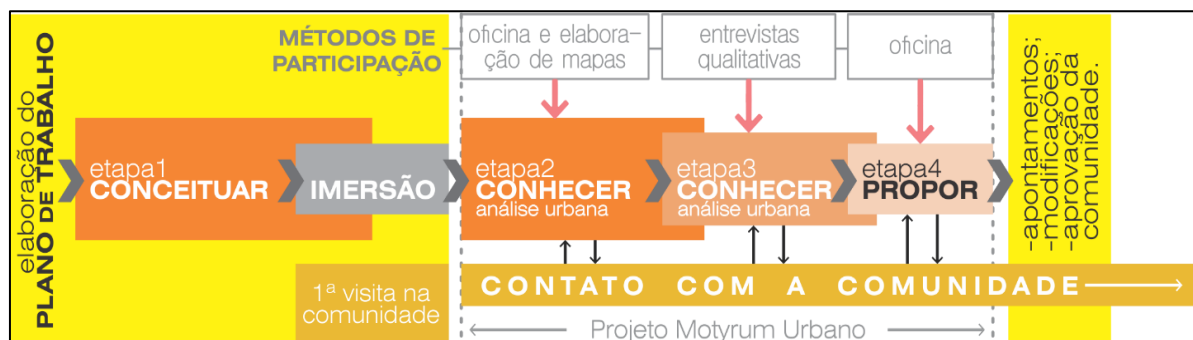 elaboração do
PLANO DE TRABALHO
MÉTODOS DE
PARTICIPAÇÃO
oficina e elabora-
ção de mapas
entrevistas
qualitativas
oficina
etapa1
CONCEITUAR
IMERSÃO
etapa2
CONHECER
análise urbana
etapa3
CONHECER
análise urbana
etapa4
PROPOR
-apontamentos;
-modificações;
-aprovação da
comunidade.
1ª visita na
comunidade
CONTATO COM A COMUNIDADE
Projeto Motyrum Urbano